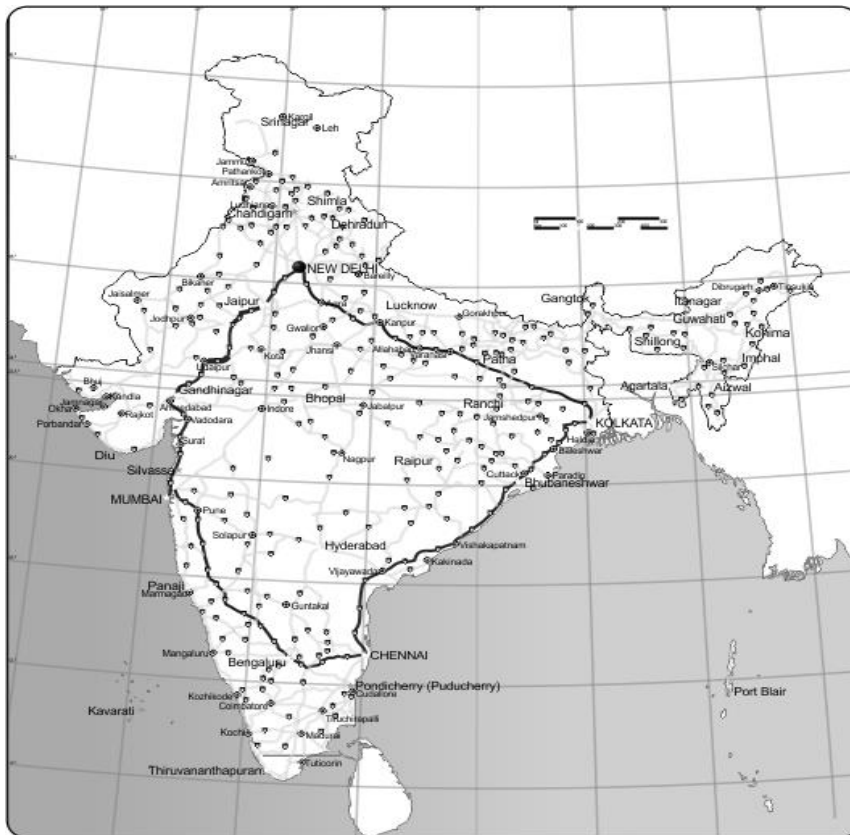 Kargil
Srinagar
Leh
Jammu
Pathankot
Amritsar
Ludhiana
Shimla
Chandigarh
Dehradun
NEW DELHI
Bareilly
Bikaner
Jaisalmer
Jaipur
Agra
Lucknow
Gorakhpur
Gangtok
Dibrugarh
Tinsukia
Itanagar
Jodhpur
Gwalior
Kanpur
Guwahati
Kohima
Shillong
Kota
Jhansi
Allahabad
Varanasi
Imphal
Udaipur
Silchar
Bhuj
Gandhinagar
Bhopal
Ranchi
Agartala
Aizwal
Kandla
Jamnagar
Okha
Ahmedabad
Rajkot
Indore
Jabalpur
Jamshedpur
KOLKATA
Porbandar
Vadodara
Haldia
Surat
Baleshwar
Diu
Nagpur
Raipur
Silvassa
Cuttack
Paradip
Bhubaneshwar
MUMBAI
Pune
Solapur
Hyderabad
Vishakapatnam
Vijayawada
Kakinada
Panaji
Marmagao
Guntakal
Mangaluru
Bengaluru
CHENNAI
Pondicherry (Puducherry)
Kozhikode
Cudalore
Port Blair
Coimbatore
Kavarati
Tiruchirapalli
Kochi
Madurai
Thiruvananthapuram
Tuticorin